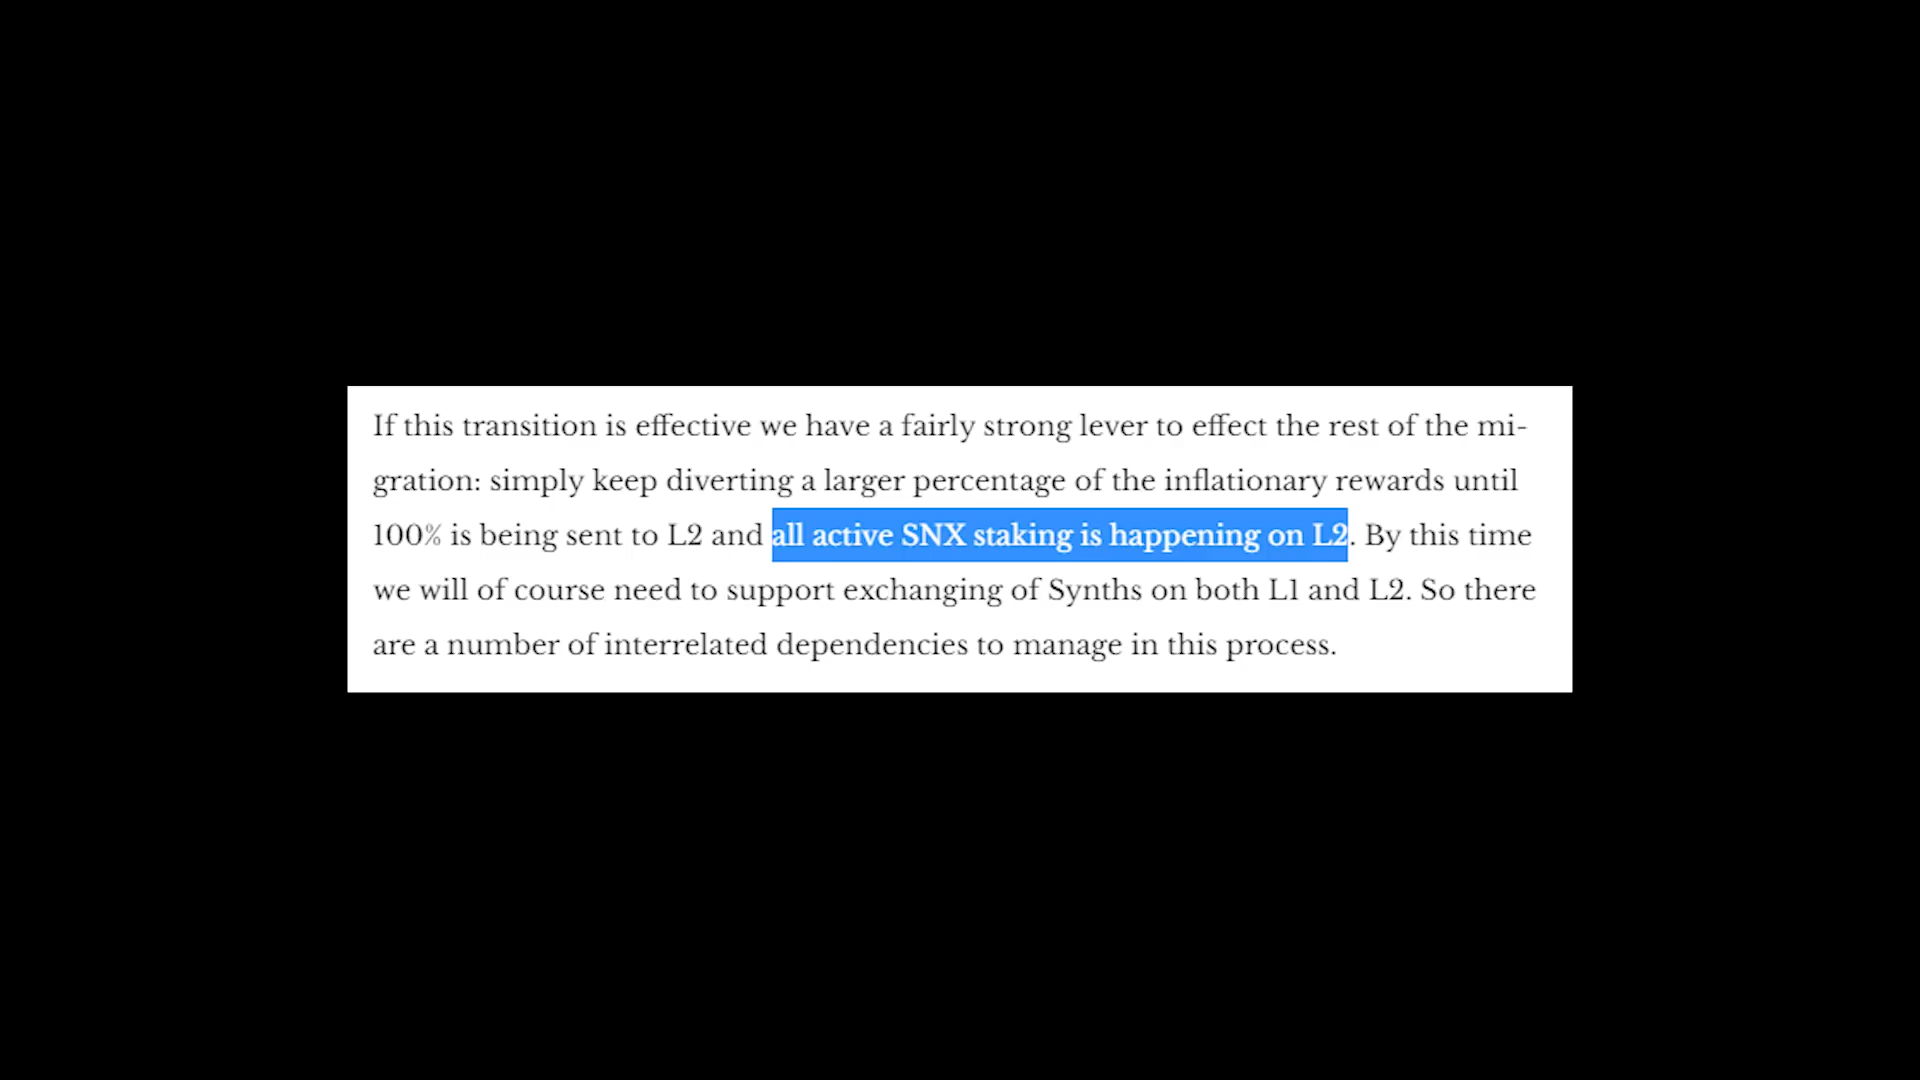 If this transition is effective we have a fairly strong lever to effect the rest of the mi-
gration: simply keep diverting a larger percentage of the inflationary rewards until
100% is being sent to L2 and all active SNX staking is happening on L2. By this time
we will of course need to support exchanging of Synths on both L1 and L2. So there
are a number of interrelated dependencies to manage in this process.